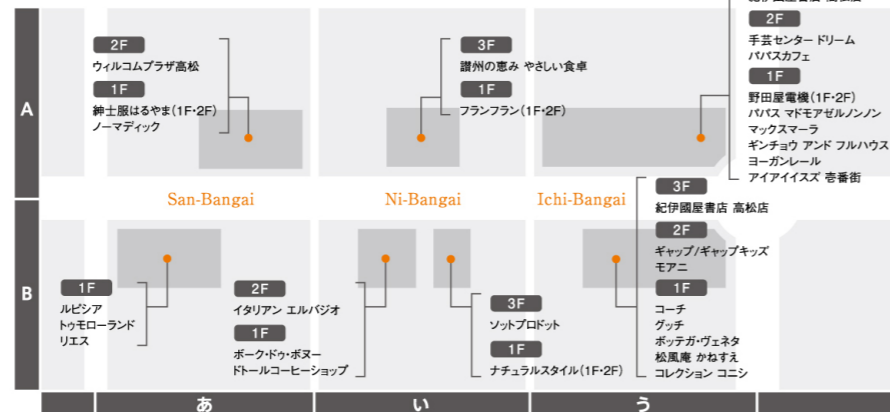 2F
ウィルコムプラザ高松
1F
紳士服はるやま(1F・2F)
ノーマディック
3F
讃州の恵み やさしい食卓
1F
フランフラン(1F・2F)
2F
手芸センター ドリーム
パパスカフェ
1F
野田屋電機(1F・2F)
パパス マドモアゼルノンノン
マックスマーラ
ギンチョウ アンド フルハウス
ヨーガンレール
アイアイイスズ 壱番街
A
San-Bangai
Ni-Bangai
Ichi-Bangai
B
1F
ルピシア
トゥモローランド
リエス
2F
イタリアン エルバジオ
1F
ボーク・ドゥ・ボヌー
ドトールコーヒーショップ
3F
ソットプロドット
1F
ナチュラルスタイル(1F・2F)
3F
紀伊國屋書店 高松店
2F
ギャップ/ギャップキッズ
モアニ
1F
コーチ
グッチ
ボッテガ・ヴェネタ
松風庵 かねすえ
コレクション コニシ
あ
い
う